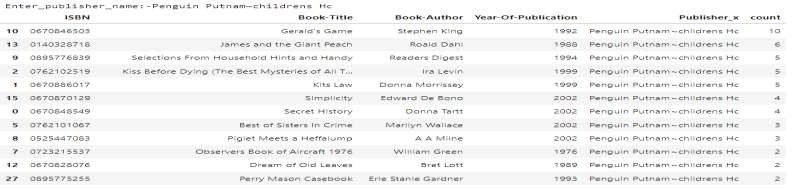 Enter_publisher_name:-Penguin Putnam~childrens Hc
ISBN Book-Title Book-Author Year-Of-Publication Publisher_x count
10 0670846503 Gerald's Game Stephen King 1992 Penguin Putnam~childrens Hc 10
13 0140328718 James and the Giant Peach Roald Dahl 1988 Penguin Putnam~childrens Hc 6
9 0895776839 Selections From Household Hints and Handy Readers Digest 1994 Penguin Putnam~childrens Hc 5
2 0762102519 Kiss Before Dying (The Best Mysteries of All T... Ira Levin 1999 Penguin Putnam~childrens Hc 5
1 0670886017 Kits Law Donna Morrissey 1999 Penguin Putnam~childrens Hc 5
15 0670870129 Simplicity Edward De Bono 2002 Penguin Putnam~childrens Hc 4
0 0670848549 Secret History Donna Tartt 2002 Penguin Putnam~childrens Hc 4
5 0762101067 Best of Sisters In Crime Marilyn Wallace 2002 Penguin Putnam~childrens Hc 3
8 0525447083 Piglet Meets a Heffalump A A Milne 2002 Penguin Putnam~childrens Hc 3
7 0723215537 Observers Book of Aircraft 1976 William Green 1976 Penguin Putnam~childrens Hc 2
12 0670828076 Dream of Old Leaves Bret Lott 1989 Penguin Putnam~childrens Hc 2
27 0895775255 Perry Mason Casebook Erle Stanle Gardner 1993 Penguin Putnam~childrens Hc 2